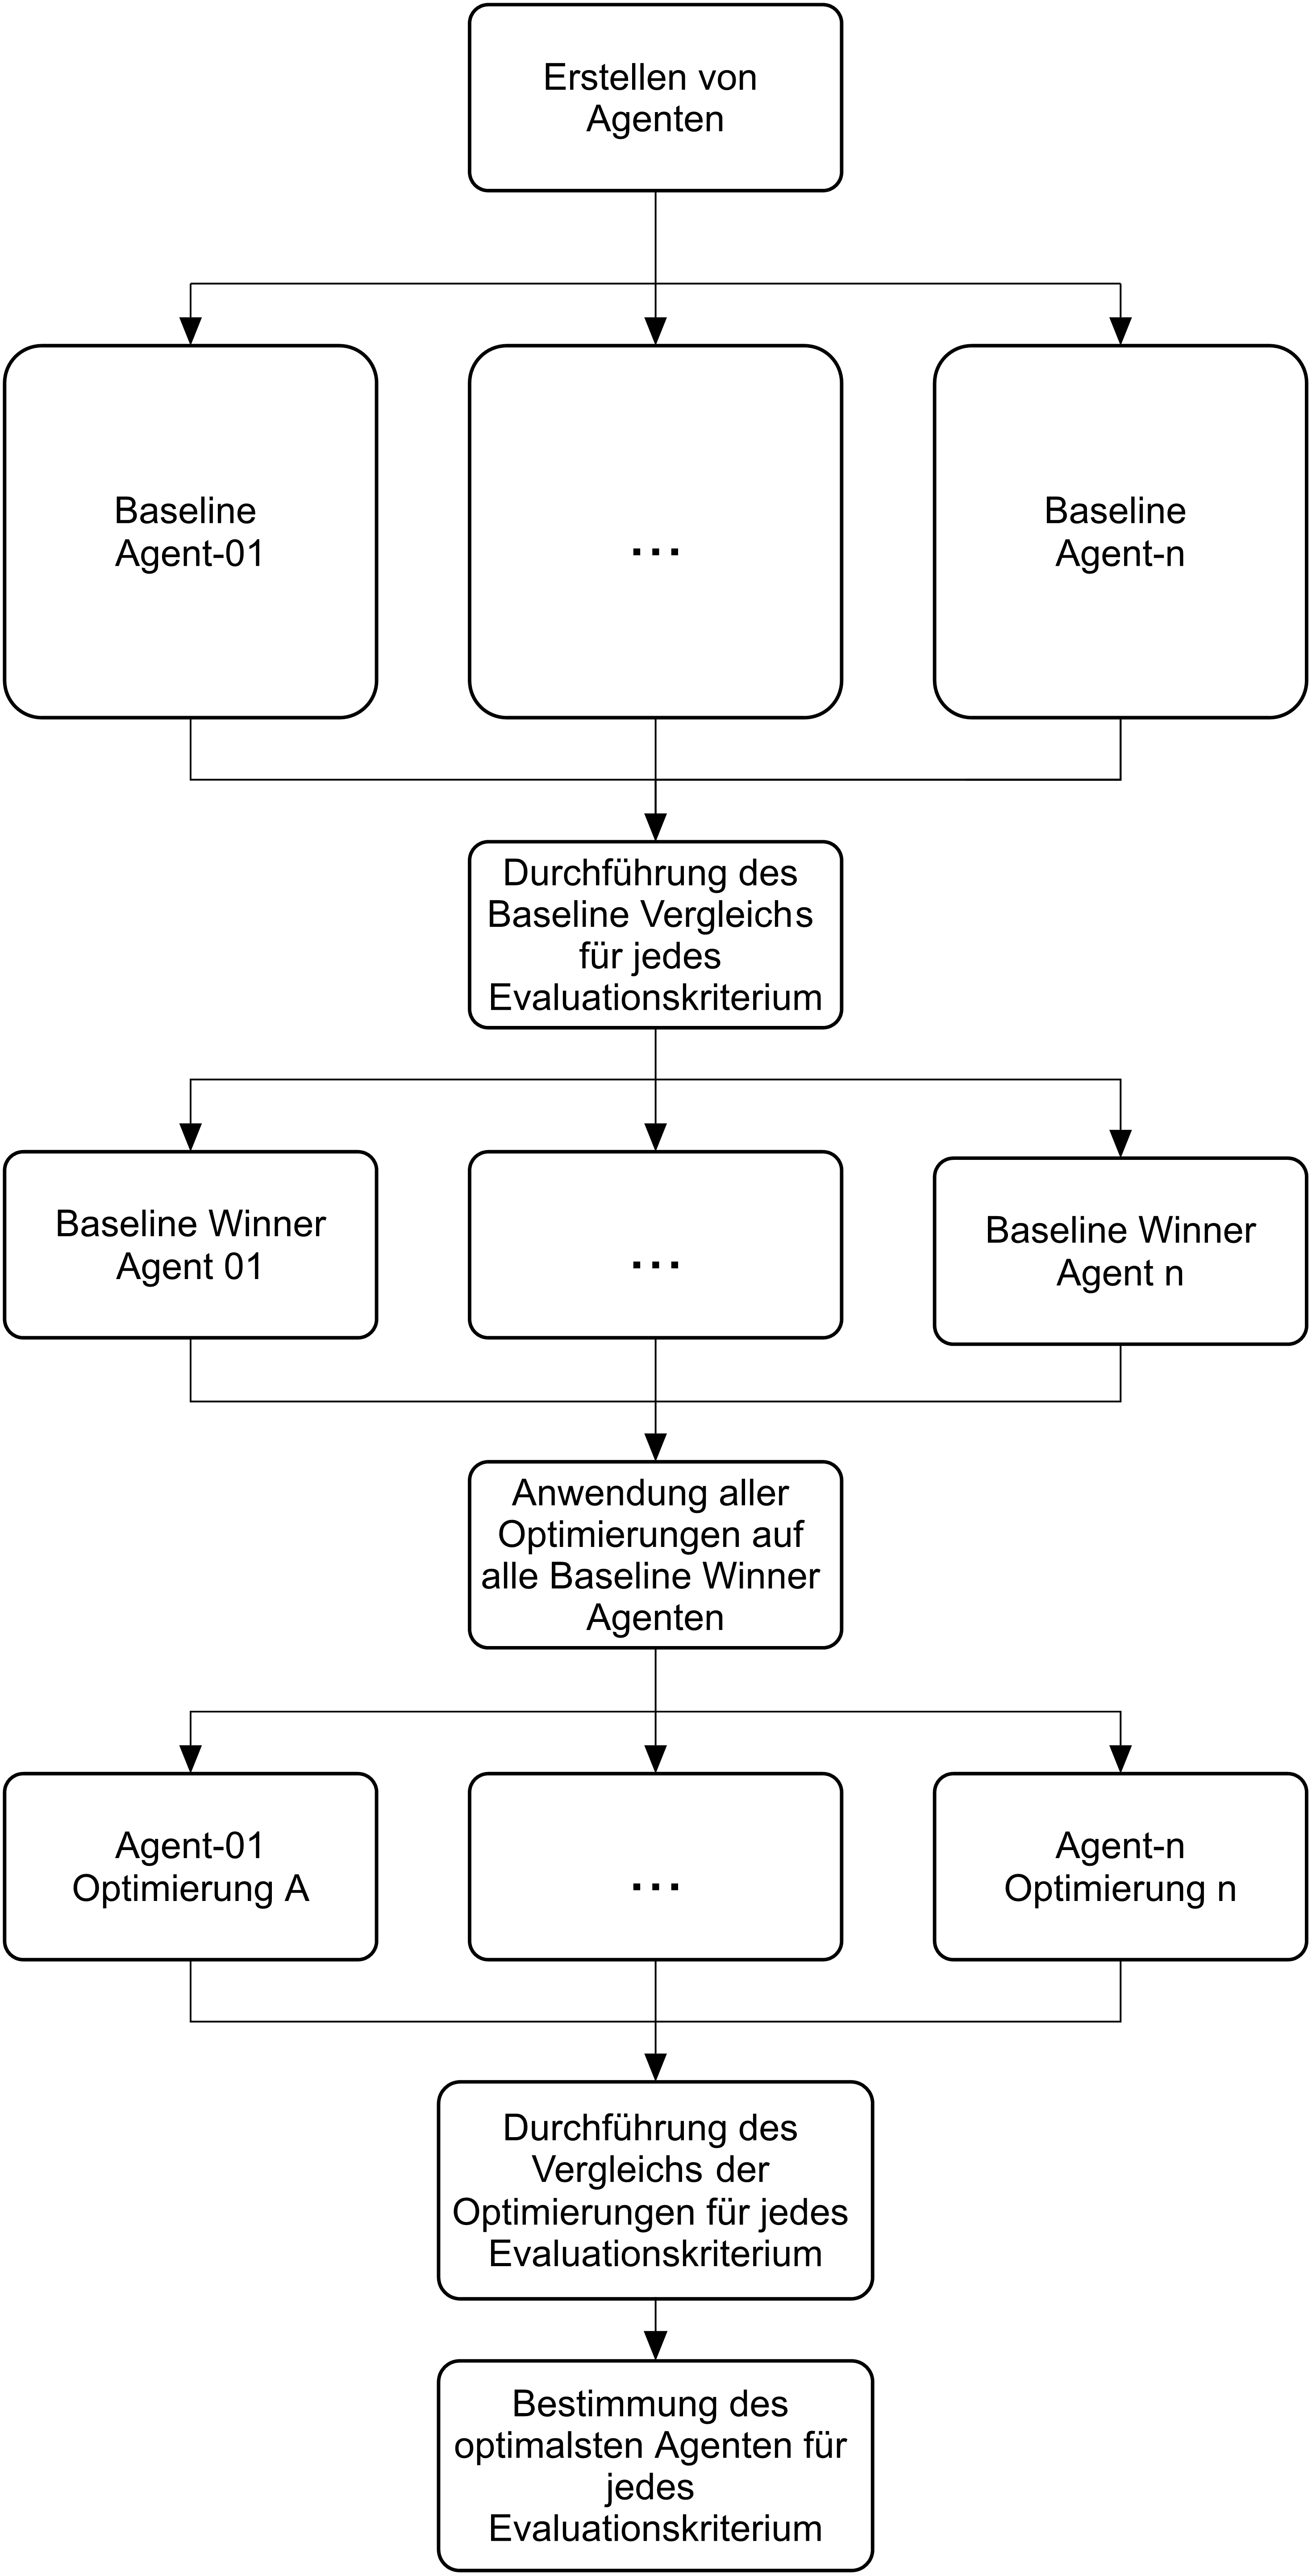 Erstellen von
Agenten
Baseline
Agent-01
...
Baseline
Agent-n
Durchführung des
Baseline Vergleichs
für jedes
Evaluationskriterium
Baseline Winner
Agent 01
...
Baseline Winner
Agent n
Anwendung aller
Optimierungen auf
alle Baseline Winner
Agenten
Agent-01
Optimierung A
...
Agent-n
Optimierung n
Durchführung des
Vergleichs der
Optimierungen für jedes
Evaluationskriterium
Bestimmung des
optimalsten Agenten für
jedes
Evaluationskriterium